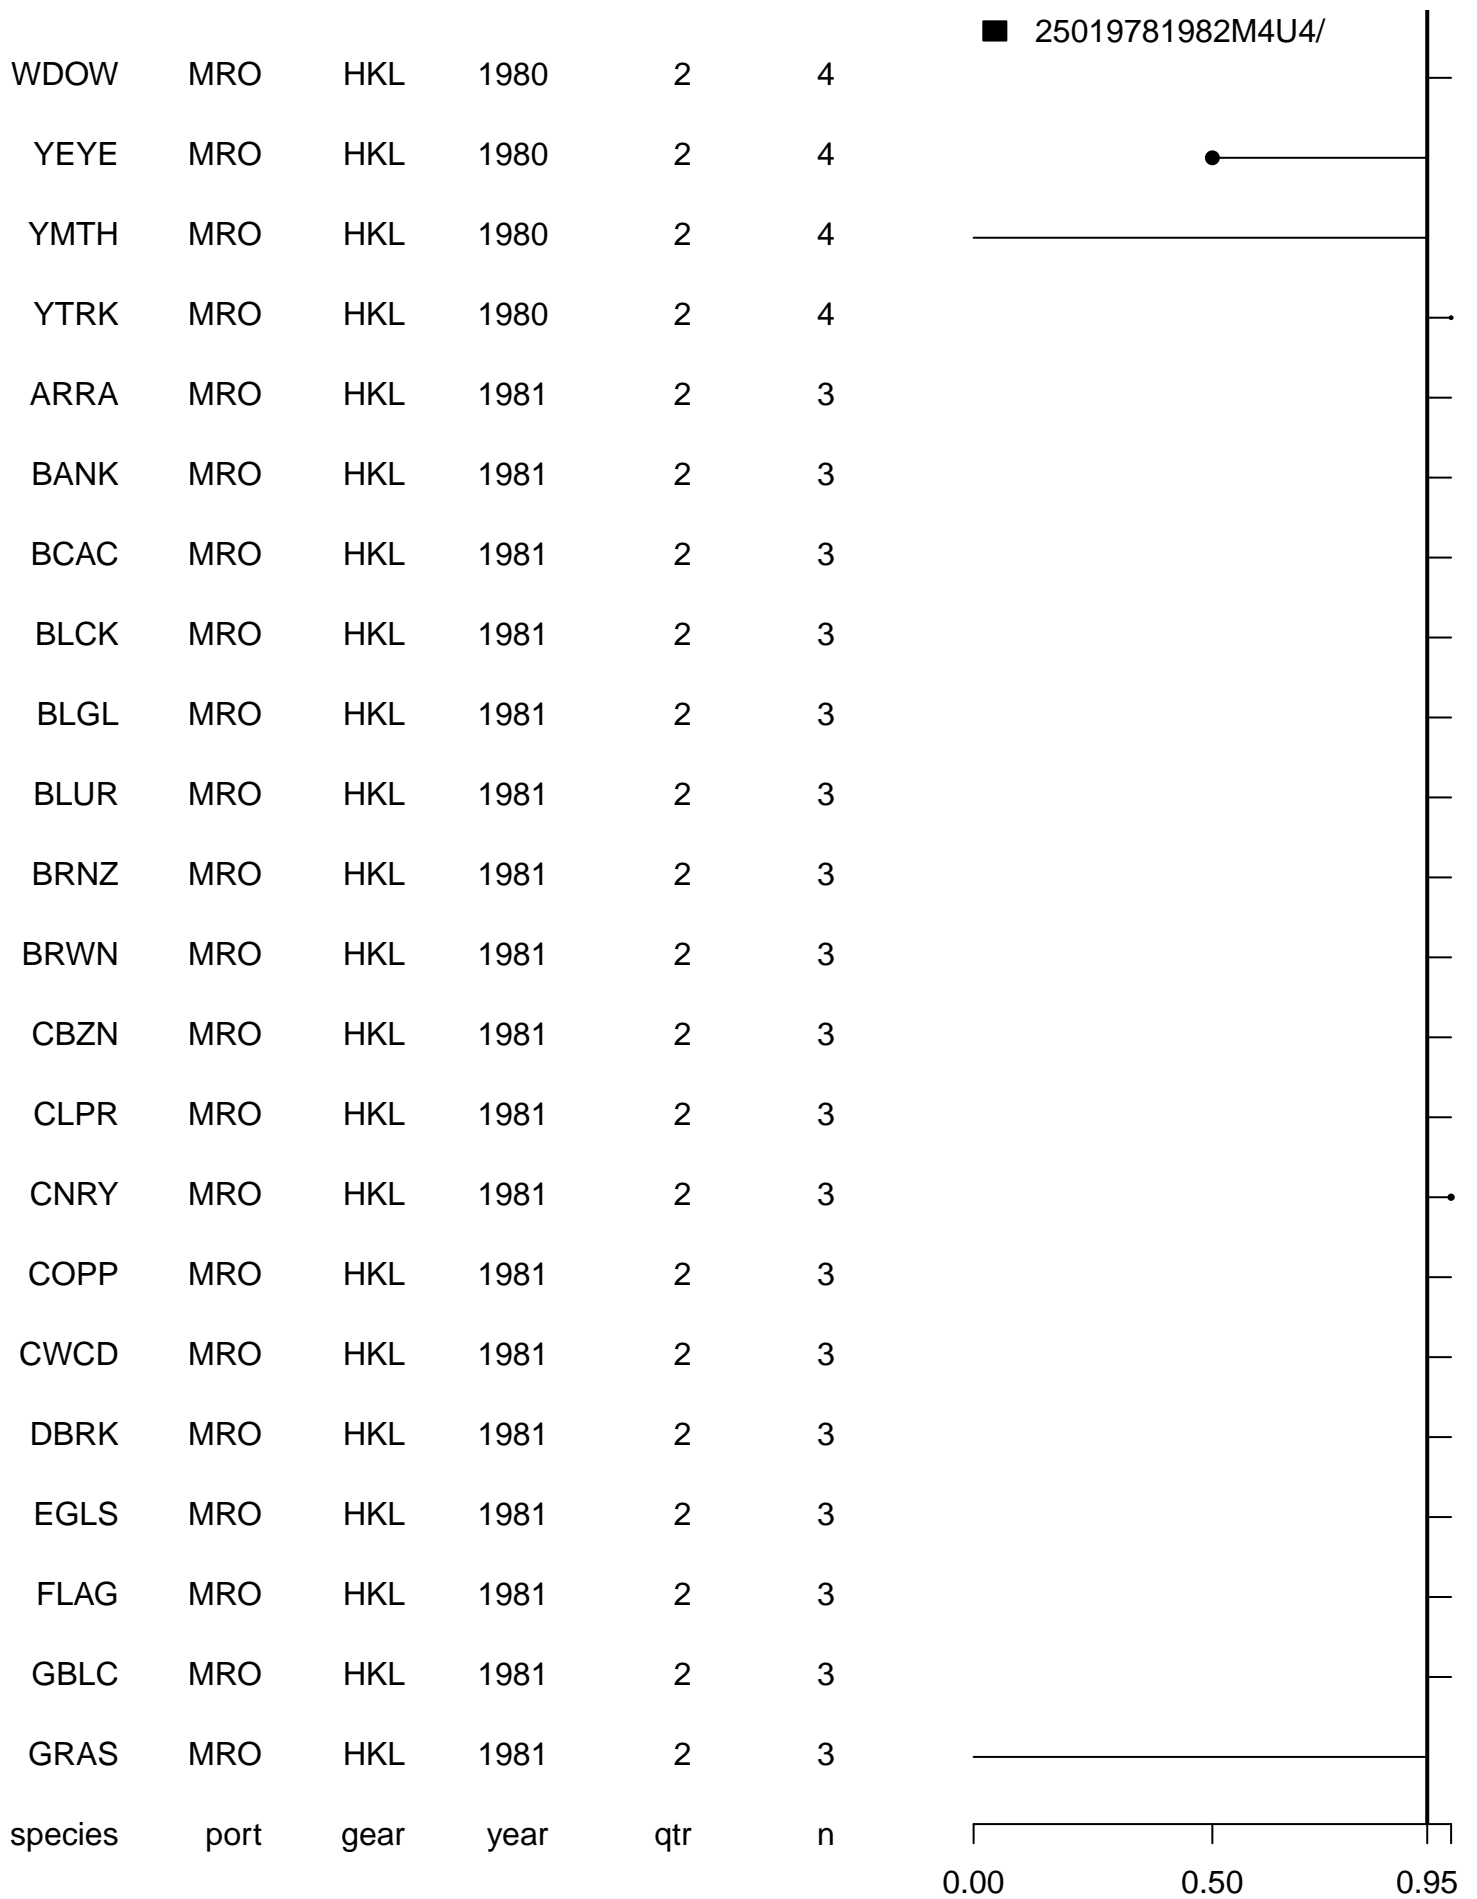 25019781982M4U4/
WDOW MRO HKL 1980 2 4
YEYE MRO HKL 1980 2 4
YMTH MRO HKL 1980 2 4
YTRK MRO HKL 1980 2 4
ARRA MRO HKL 1981 2 3
BANK MRO HKL 1981 2 3
BCAC MRO HKL 1981 2 3
BLCK MRO HKL 1981 2 3
BLGL MRO HKL 1981 2 3
BLUR MRO HKL 1981 2 3
BRNZ MRO HKL 1981 2 3
BRWN MRO HKL 1981 2 3
CBZN MRO HKL 1981 2 3
CLPR MRO HKL 1981 2 3
CNRY MRO HKL 1981 2 3
COPP MRO HKL 1981 2 3
CWCD MRO HKL 1981 2 3
DBRK MRO HKL 1981 2 3
EGLS MRO HKL 1981 2 3
FLAG MRO HKL 1981 2 3
GBLC MRO HKL 1981 2 3
GRAS MRO HKL 1981 2 3
species port gear year qtr n
0.00 0.50 0.95